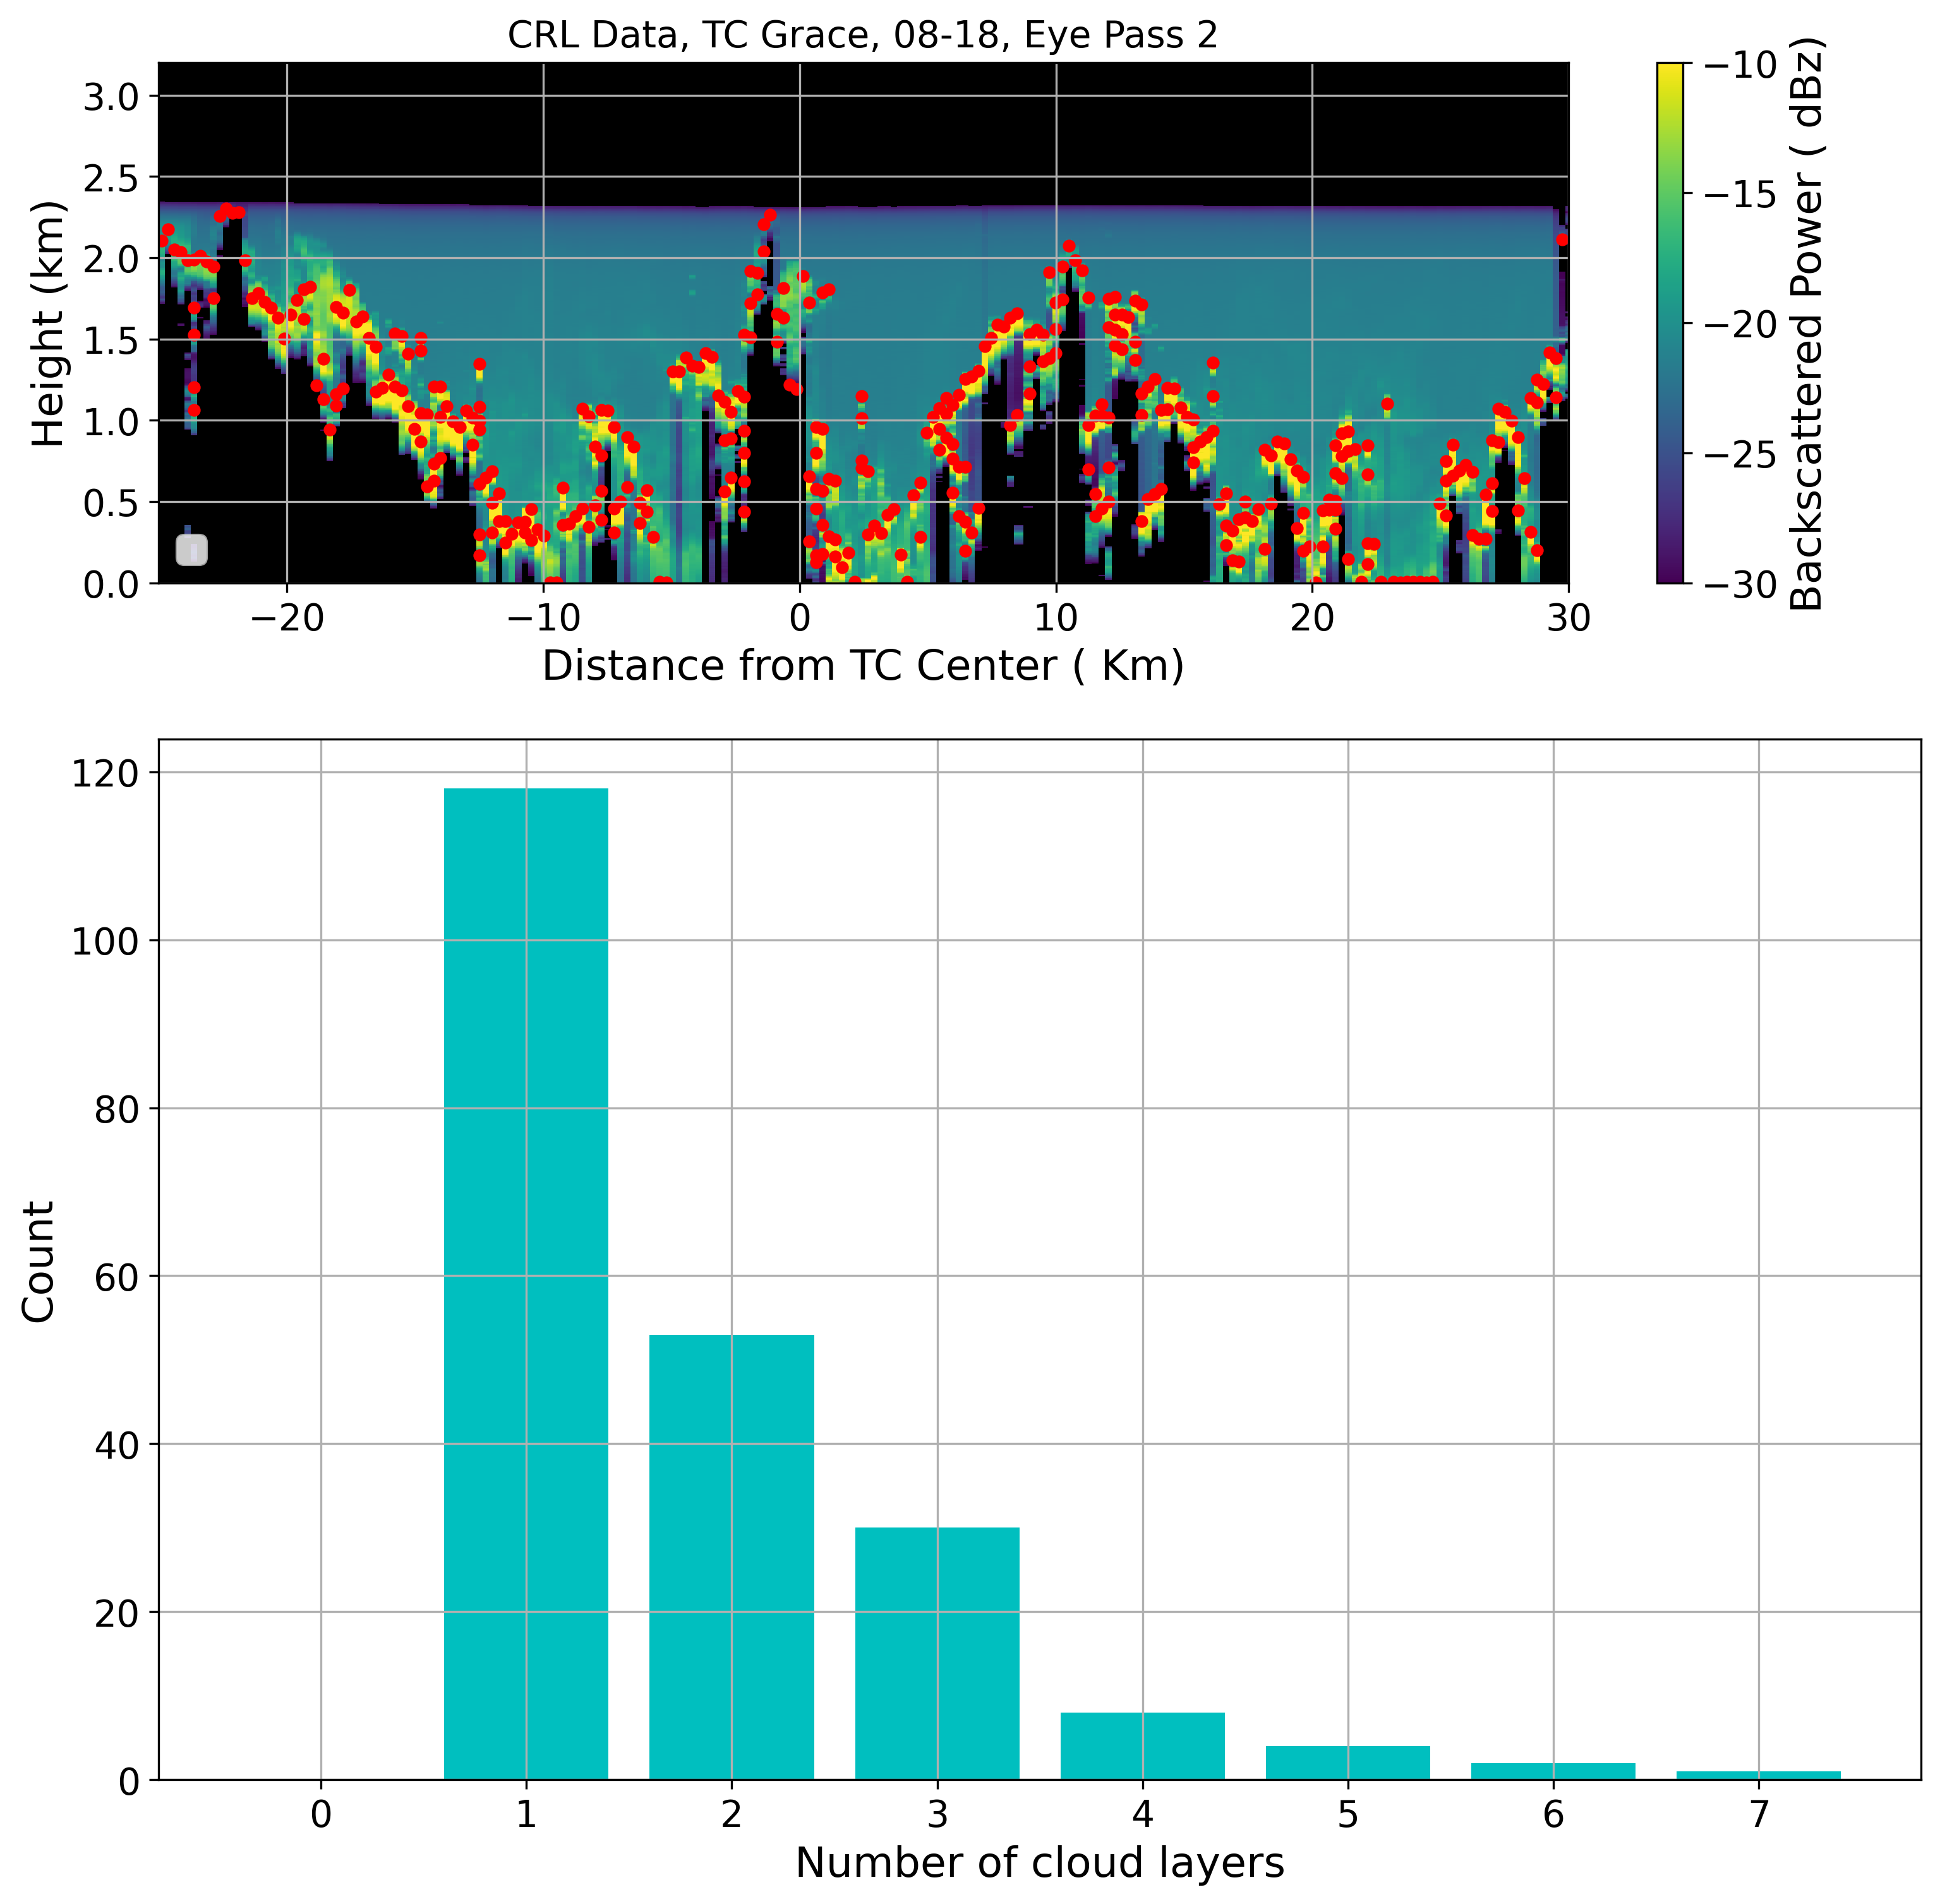 CRL Data, TC Grace, 08-18, Eye Pass 2
3.0
2.5
2.0
1.5
1.0
0.5
0.0
Height (km)
−20 −10 0 10 20 30
Distance from TC Center ( Km)
−10
−15
−20
−25
−30
Backscattered Power ( dBz)
120
100
80
60
40
20
0
Count
0 1 2 3 4 5 6 7
Number of cloud layers